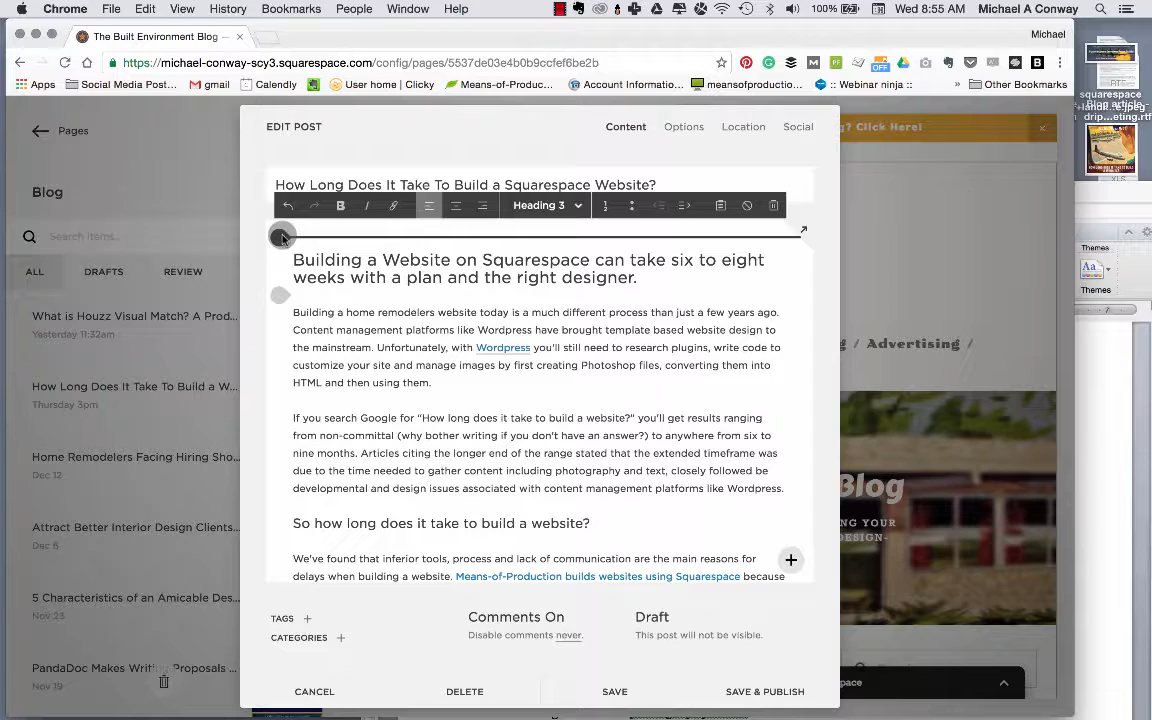 Chrome File Edit View History Bookmarks People Window Help 100% Wed 8:55 AM Michael A Conway
The Built Environment Blog - Michael
https://michael-conway-scy3.squarespace.com/config/pages/5537de03e4b0b9ccfef6be2b
Apps Social Media Post... gmail Calendly User home | Clicky Means-of-Produc... Account Informatio... meansofproductio... :: Webinar ninja :: » Other Bookmarks
squarespace
Blog article -
drip...eting.rtf
XLS
Pages
EDIT POST Content Options Location Social
? Click Here!
Blog
How Long Does It Take To Build a Squarespace Website?
B I Heading 3
Search items...
ALL DRAFTS REVIEW
Themes
Aa
Themes
Building a Website on Squarespace can take six to eight
weeks with a plan and the right designer.
What is Houzz Visual Match? A Prod...
Yesterday 11:32am
How Long Does It Take To Build a W...
Thursday 3pm
Home Remodelers Facing Hiring Sho...
Dec 12
Attract Better Interior Design Clients...
Dec 6
5 Characteristics of an Amicable Des...
Nov 23
PandaDoc Makes Writing Proposals ...
Nov 19
Building a home remodelers website today is a much different process than just a few years ago.
Content management platforms like Wordpress have brought template based website design to
the mainstream. Unfortunately, with Wordpress you'll still need to research plugins, write code to
customize your site and manage images by first creating Photoshop files, converting them into
HTML and then using them.
If you search Google for "How long does it take to build a website?" you'll get results ranging
from non-committal (why bother writing if you don't have an answer?) to anywhere from six to
nine months. Articles citing the longer end of the range stated that the extended timeframe was
due to the time needed to gather content including photography and text, closely followed by
developmental and design issues associated with content management platforms like Wordpress.
So how long does it take to build a website?
We've found that inferior tools, process and lack of communication are the main reasons for
delays when building a website. Means-of-Production builds websites using Squarespace because
/ Advertising /
Blog
NG YOUR
DESIGN-
TAGS +
CATEGORIES +
Comments On
Disable comments never.
Draft
This post will not be visible.
CANCEL DELETE SAVE SAVE & PUBLISH
pace